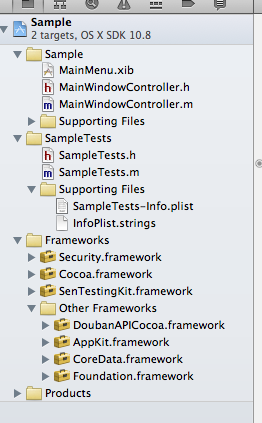 Sample
2 targets, OS X SDK 10.8
Sample
MainMenu.xib
h MainWindowController.h
m MainWindowController.m
Supporting Files
SampleTests
h SampleTests.h
m SampleTests.m
Supporting Files
SampleTests-Info.plist
InfoPlist.strings
Frameworks
Security.framework
Cocoa.framework
SenTestingKit.framework
Other Frameworks
DoubanAPICocoa.framework
AppKit.framework
CoreData.framework
Foundation.framework
Products